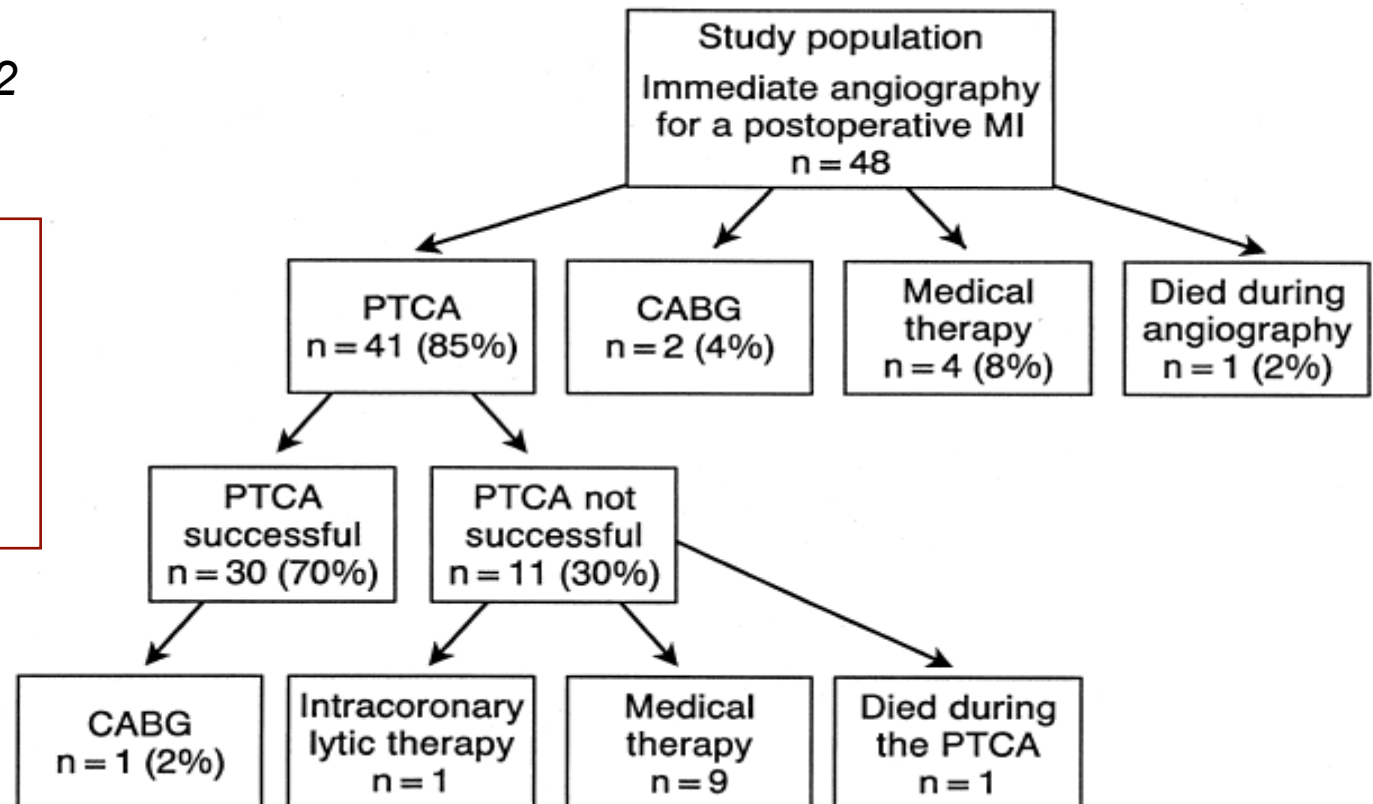 2
Study population
Immediate angiography
for a postoperative MI
n = 48
PTCA
n = 41 (85%)
CABG
n = 2 (4%)
Medical
therapy
n = 4 (8%)
Died during
angiography
n = 1 (2%)
PTCA
successful
n = 30 (70%)
PTCA not
successful
n = 11 (30%)
CABG
n = 1 (2%)
Intracoronary
lytic therapy
n = 1
Medical
therapy
n = 9
Died during
the PTCA
n = 1